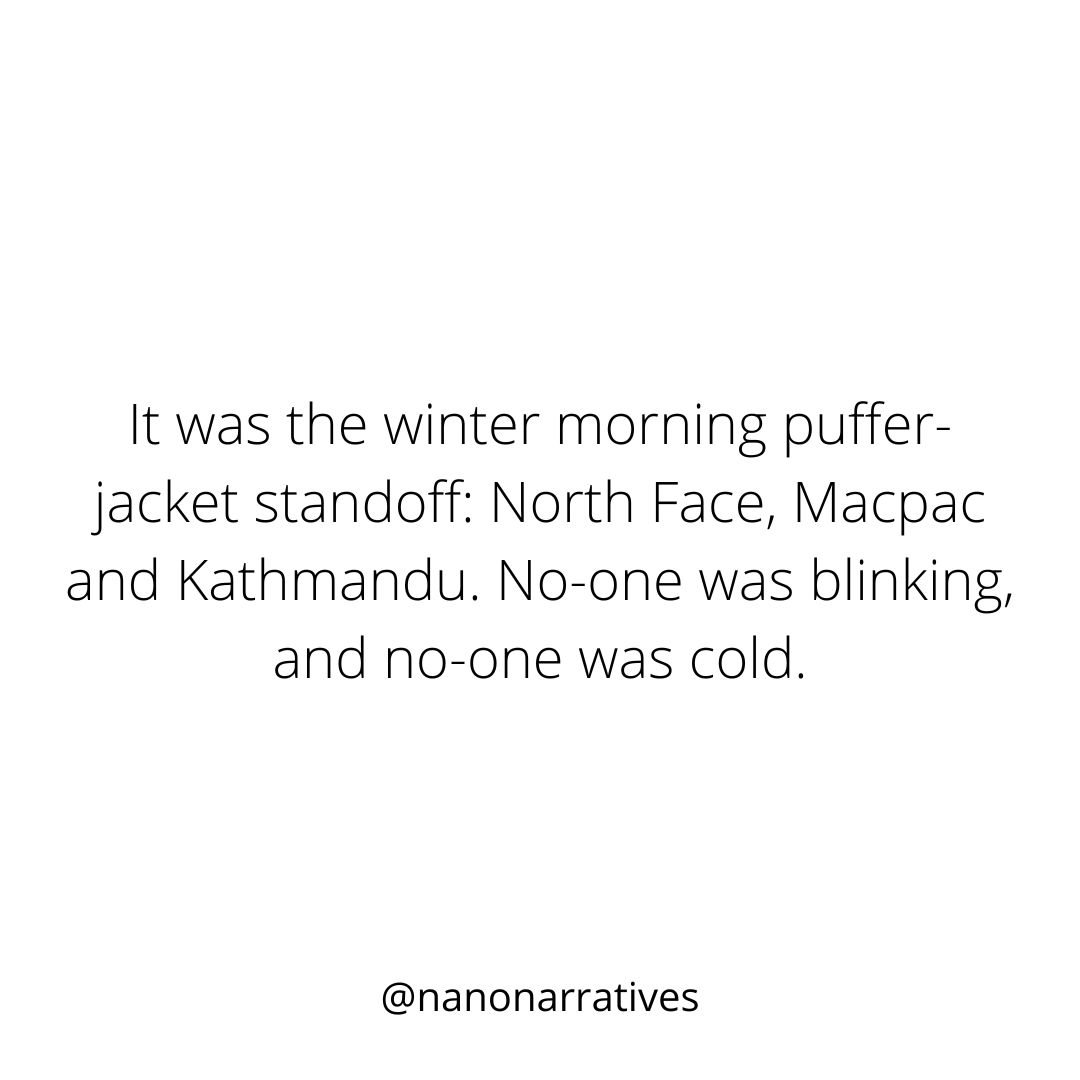 It was the winter morning puffer-
jacket standoff: North Face, Macpac
and Kathmandu. No-one was blinking,
and no-one was cold.
@nanonarratives